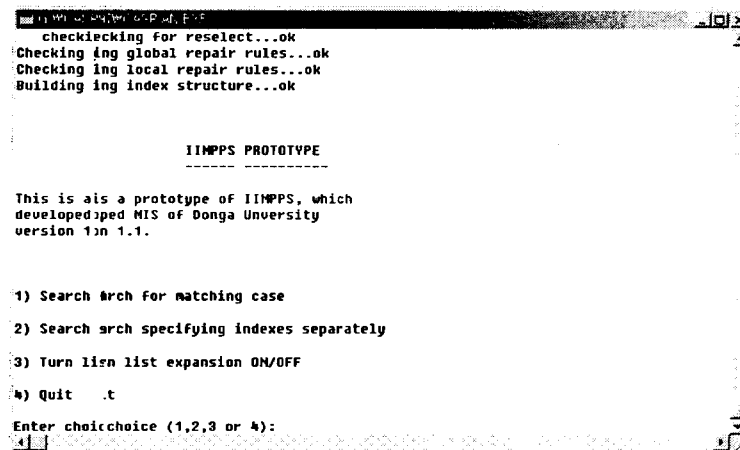 checkiecking for reselect...ok
Checking ing global repair rules...ok
Checking ing local repair rules...ok
Building ing index structure...ok
IIMPPS PROTOTYPE
------ ----------
This is ais a prototype of IIMPPS, which
developed oped MIS of Donga Unversity
version 1on 1.1.
1) Search arch for matching case
2) Search arch specifying indexes separately
3) Turn lisn list expansion ON/OFF
4) Quit .t
Enter choicchoice (1,2,3 or 4):